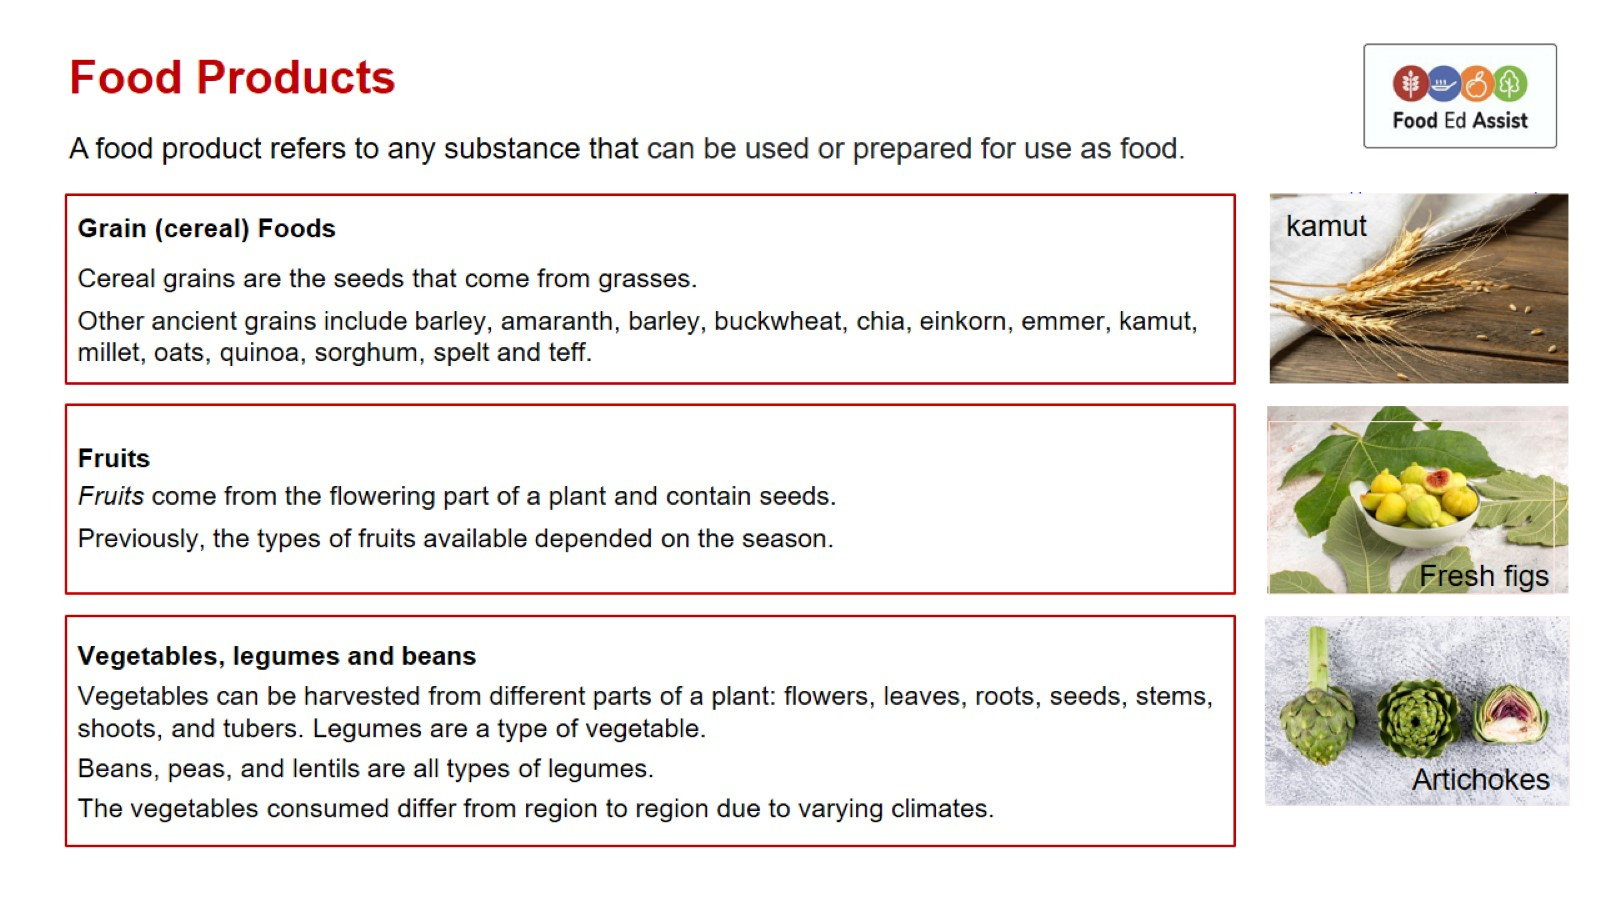 Food Products
Food Ed Assist
A food product refers to any substance that can be used or prepared for use as food.
Grain (cereal) Foods
Cereal grains are the seeds that come from grasses.
Other ancient grains include barley, amaranth, barley, buckwheat, chia, einkorn, emmer, kamut,
millet, oats, quinoa, sorghum, spelt and teff.
kamut
Fruits
Fruits come from the flowering part of a plant and contain seeds.
Previously, the types of fruits available depended on the season.
Fresh figs
Vegetables, legumes and beans
Vegetables can be harvested from different parts of a plant: flowers, leaves, roots, seeds, stems,
shoots, and tubers. Legumes are a type of vegetable.
Beans, peas, and lentils are all types of legumes.
The vegetables consumed differ from region to region due to varying climates.
Artichokes